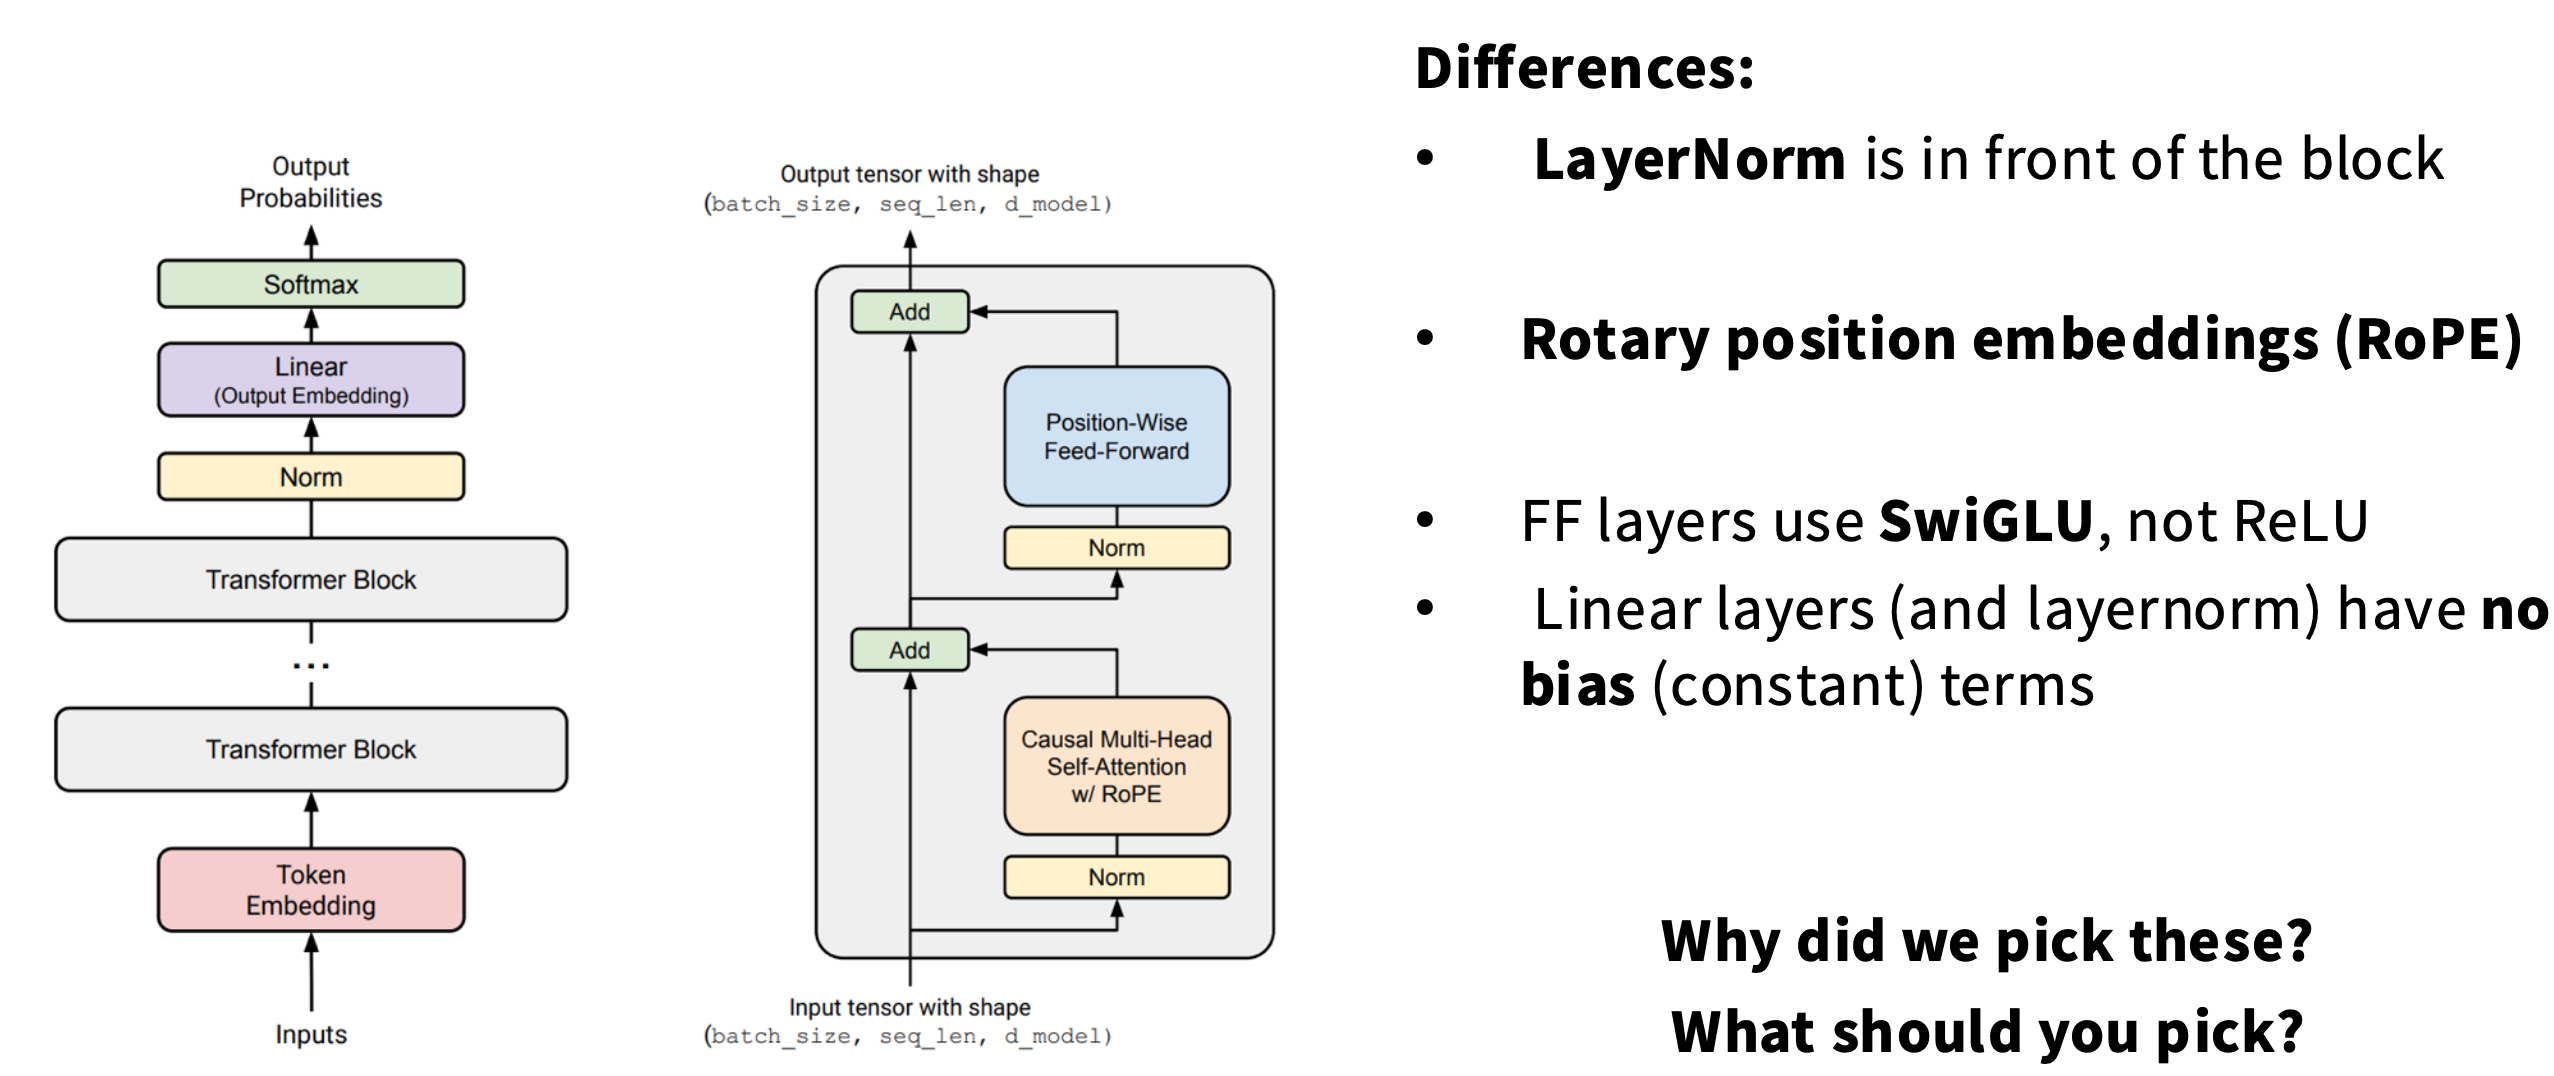 Output
Probabilities
Softmax
Linear
(Output Embedding)
Norm
Transformer Block
...
Transformer Block
Token
Embedding
Inputs
Output tensor with shape
(batch_size, seq_len, d_model)
Add
Position-Wise
Feed-Forward
Norm
Add
Causal Multi-Head
Self-Attention
w/ RoPE
Norm
Input tensor with shape
(batch_size, seq_len, d_model)
Differences:
• LayerNorm is in front of the block
• Rotary position embeddings (RoPE)
• FF layers use SwiGLU, not ReLU
• Linear layers (and layernorm) have no
bias (constant) terms
Why did we pick these?
What should you pick?